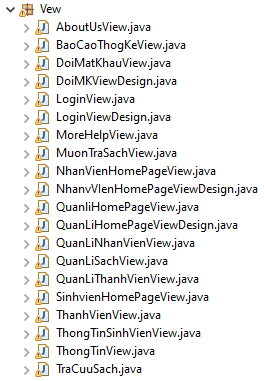 Vew
AboutUsView.java
BaoCaoThogKeView.java
DoiMatKhauView.java
DoiMKViewDesign.java
LoginView.java
LoginViewDesign.java
MoreHelpView.java
MuonTraSachView.java
NhanVienHomePageView.java
NhanvVIenHomePageViewDesign.java
QuanliHomePageView.java
QuanLiHomePageViewDesign.java
QuanLiNhanVienView.java
QuanLiSachView.java
QuanLiThanhVienView.java
SinhvienHomePageView.java
ThanhVienView.java
ThongTinSinhVienView.java
ThongTinView.java
TraCuuSach.java